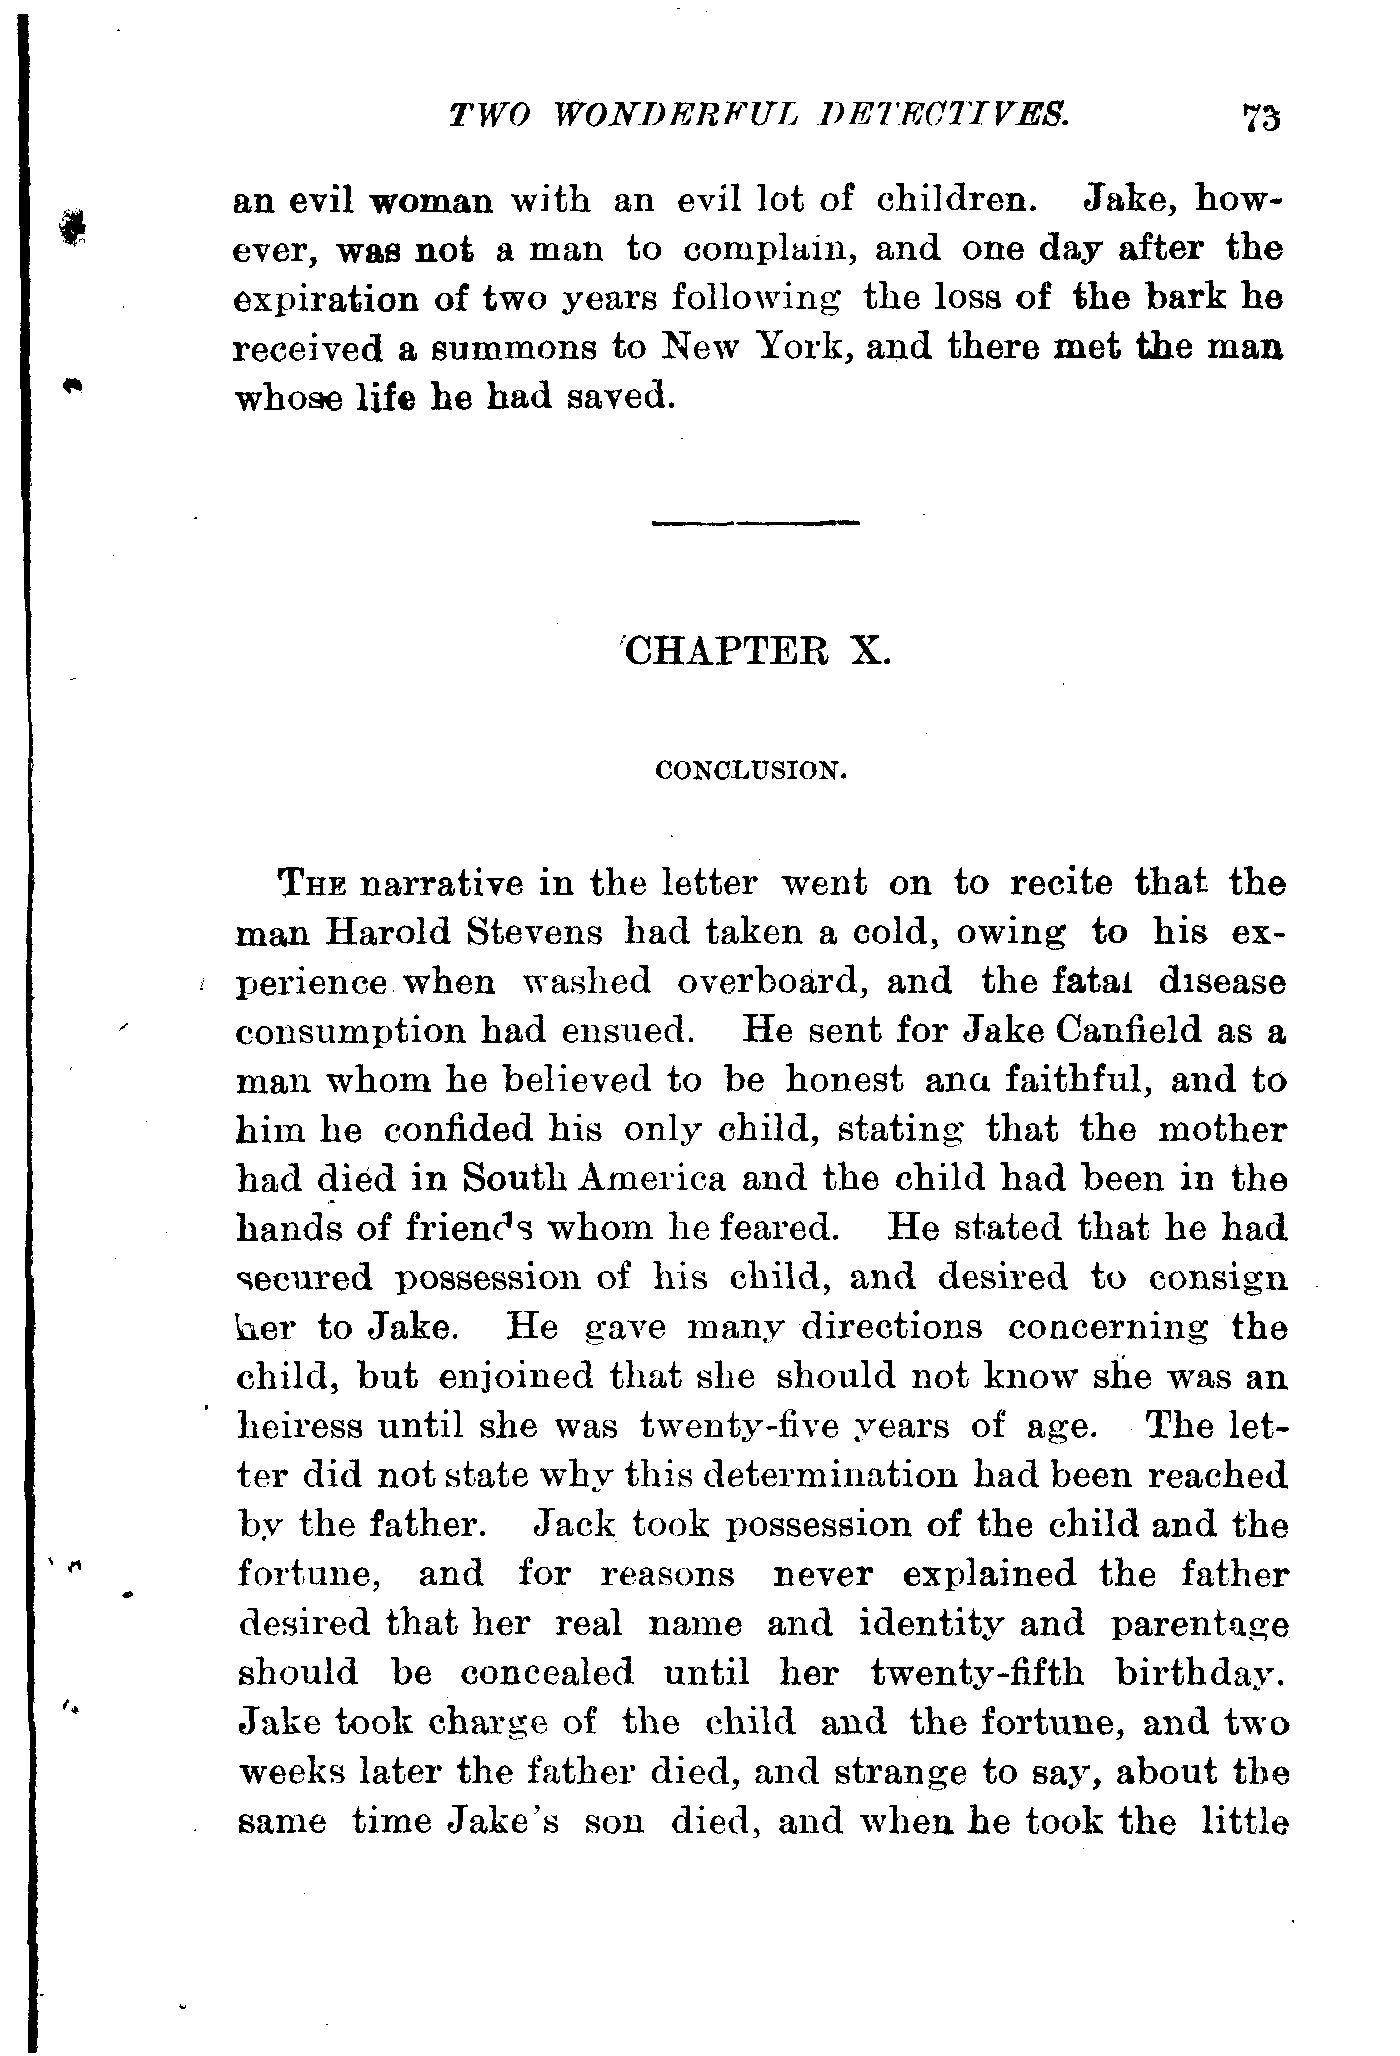 TWO WONDERFUL DETECTIVES. 73
an evil woman with an evil lot of children. Jake, how-
ever, was not a man to complain, and one day after the
expiration of two years following the loss of the bark he
received a summons to New York, and there met the man
whose life he had saved.
CHAPTER X.
CONCLUSION.
THE narrative in the letter went on to recite that the
man Harold Stevens had taken a cold, owing to his ex-
perience when washed overboard, and the fatal disease
consumption had ensued. He sent for Jake Canfield as a
man whom he believed to be honest and faithful, and to
him he confided his only child, stating that the mother
had died in South America and the child had been in the
hands of friends whom he feared. He stated that he had
secured possession of his child, and desired to consign
her to Jake. He gave many directions concerning the
child, but enjoined that she should not know she was an
heiress until she was twenty-five years of age. The let-
ter did not state why this determination had been reached
by the father. Jack took possession of the child and the
fortune, and for reasons never explained the father
desired that her real name and identity and parentage
should be concealed until her twenty-fifth birthday.
Jake took charge of the child and the fortune, and two
weeks later the father died, and strange to say, about the
same time Jake's son died, and when he took the little